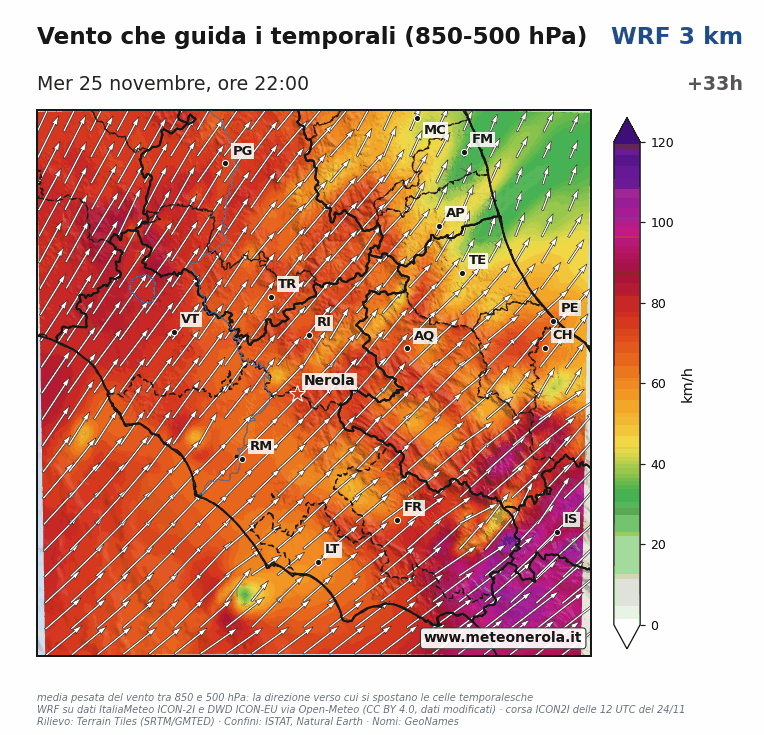 Vento che guida i temporali (850-500 hPa) WRF 3 km
Mer 25 novembre, ore 22:00 +33h
MC
FM
PG
AP
TE
TR
PE
VT
RI
AQ
CH
Nerola
RM
FR
IS
LT
www.meteonerola.it
120
100
80
60
40
20
0
km/h
media pesata del vento tra 850 e 500 hPa: la direzione verso cui si spostano le celle temporalesche
WRF su dati ItaliaMeteo ICON-2I e DWD ICON-EU via Open-Meteo (CC BY 4.0, dati modificati) · corsa ICON2I delle 12 UTC del 24/11
Rilievo: Terrain Tiles (SRTM/GMTED) · Confini: ISTAT, Natural Earth · Nomi: GeoNames